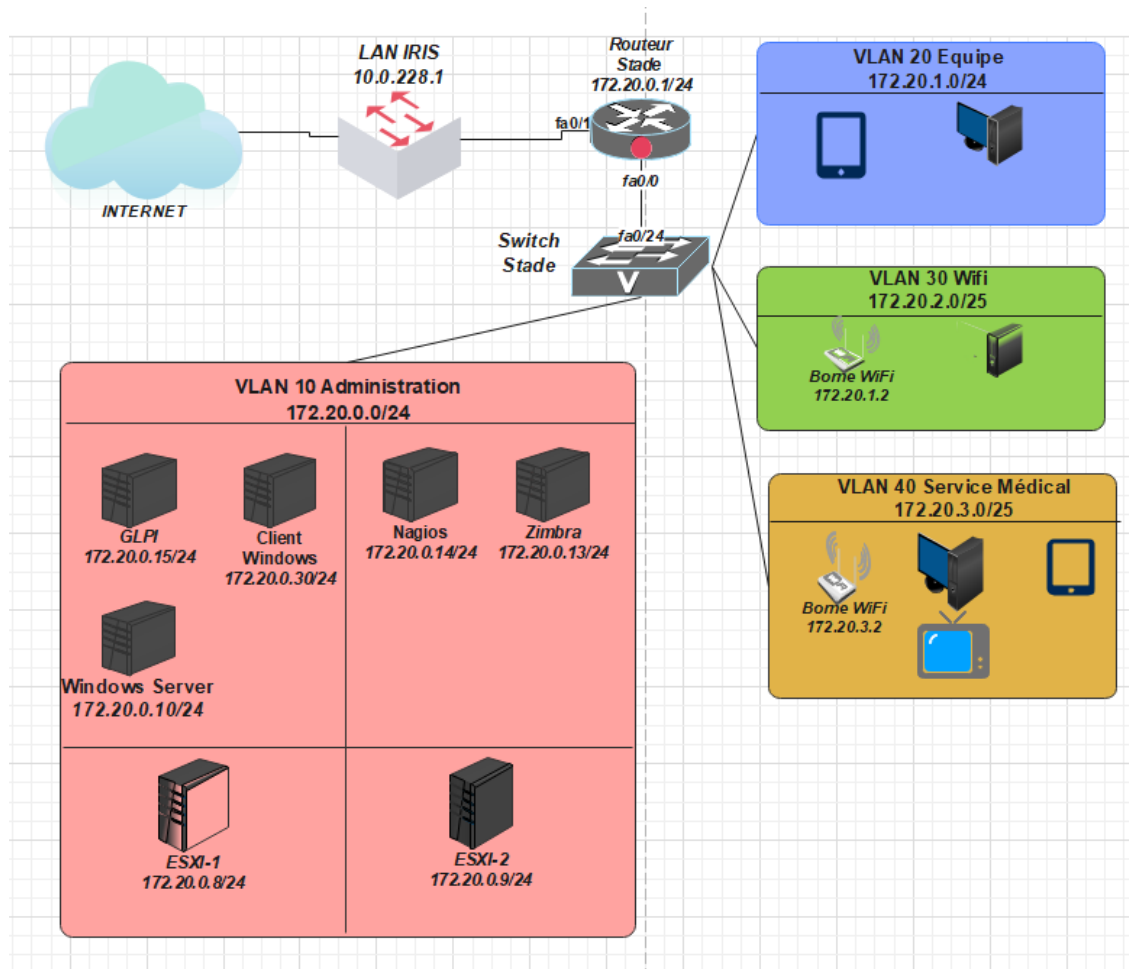 LAN IRIS
10.0.228.1
Routeur
Stade
172.20.0.1/24
fa0/1
fa0/0
INTERNET
Switch
Stade
fa0/24
V
VLAN 20 Equipe
172.20.1.0/24
VLAN 30 Wifi
172.20.2.0/25
Borne WiFi
172.20.1.2
VLAN 40 Service Médical
172.20.3.0/25
Borne WiFi
172.20.3.2
VLAN 10 Administration
172.20.0.0/24
GLPI
172.20.0.15/24
Client
Windows
172.20.0.30/24
Nagios
172.20.0.14/24
Zimbra
172.20.0.13/24
Windows Server
172.20.0.10/24
ESXI-1
172.20.0.8/24
ESXI-2
172.20.0.9/24